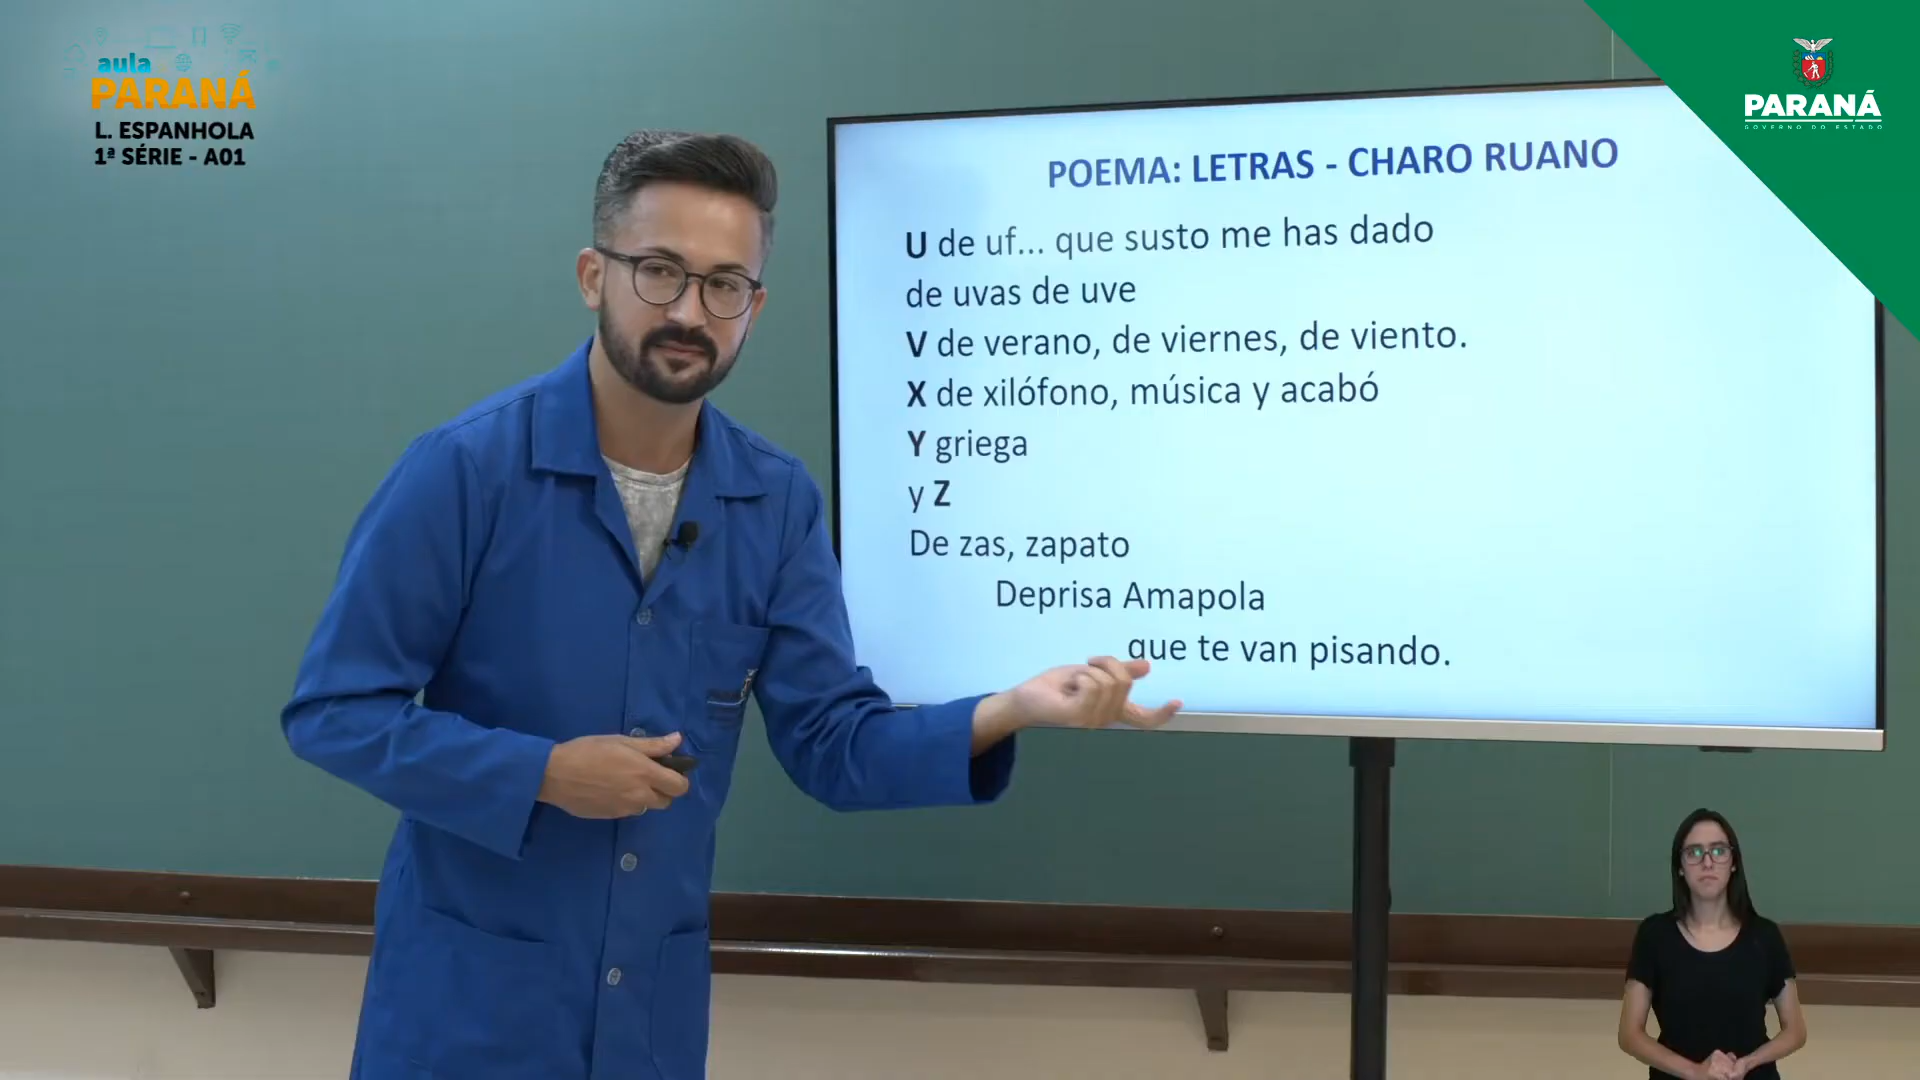 aula
PARANÁ
L. ESPANHOLA
1ª SÉRIE - A01
PARANÁ
GOVERNO DO ESTADO
POEMA: LETRAS - CHARO RUANO
U de uf... que susto me has dado
de uvas de uve
V de verano, de viernes, de viento.
X de xilófono, música y acabó
Y griega
y Z
De zas, zapato
Deprisa Amapola
que te van pisando.